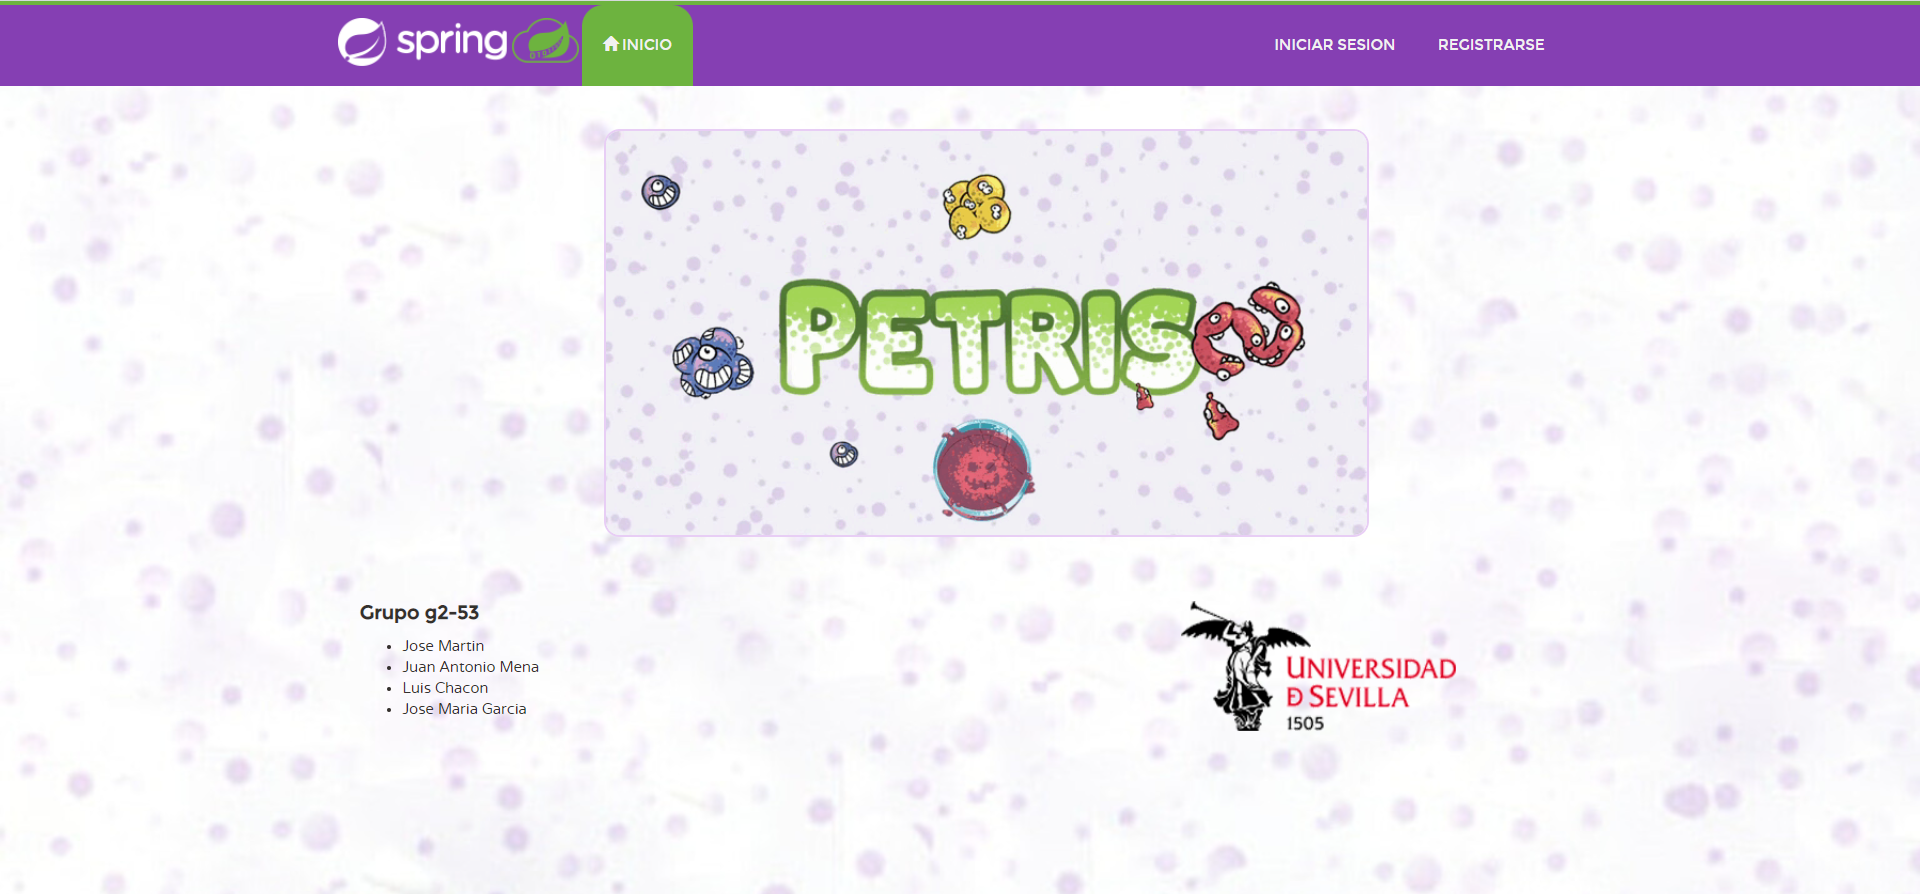 spring
INICIO
INICIAR SESION
REGISTRARSE
PETRIS
Grupo g2-53
Jose Martin
Juan Antonio Mena
Luis Chacon
Jose Maria Garcia
UNIVERSIDAD
Đ SEVILLA
1505